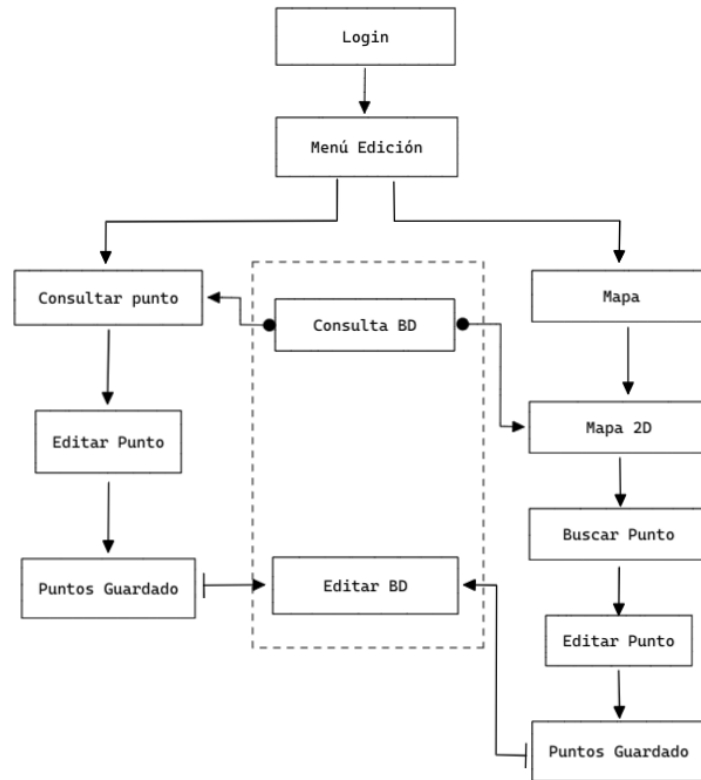 Login
Menú Edición
Consultar punto
Consulta BD
Mapa
Editar Punto
Mapa 2D
Buscar Punto
Puntos Guardado
Editar BD
Editar Punto
Puntos Guardado